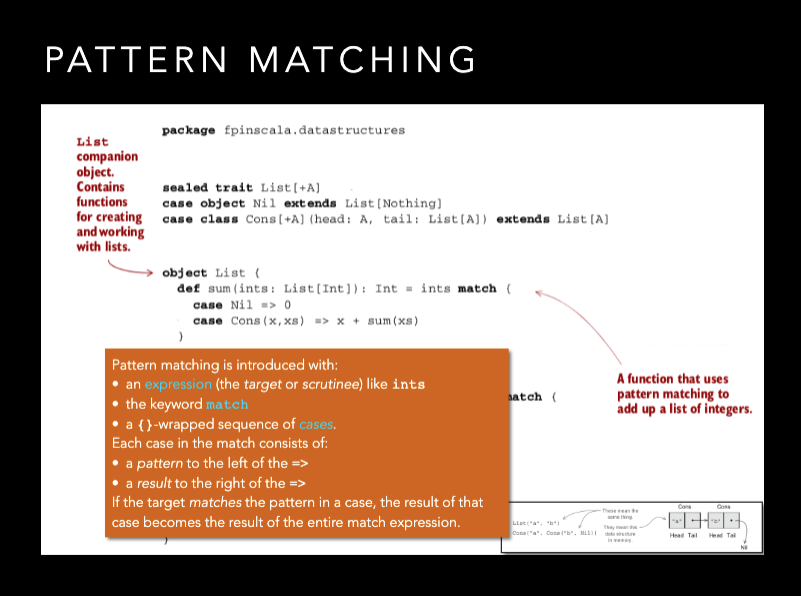 PATTERN MATCHING
List
companion
object.
Contains
functions
for creating
and working
with lists.
package fpinscala.datastructures
sealed trait List[+A]
case object Nil extends List[Nothing]
case class Cons[+A](head: A, tail: List[A]) extends List[A]
object List {
def sum(ints: List[Int]): Int = ints match {
case Nil => 0
case Cons(x,xs) => x + sum(xs)
}
match {
A function that uses
pattern matching to
add up a list of integers.
Pattern matching is introduced with:
• an expression (the target or scrutinee) like ints
• the keyword match
• a {}-wrapped sequence of cases.
Each case in the match consists of:
• a pattern to the left of the =>
• a result to the right of the =>
If the target matches the pattern in a case, the result of that
case becomes the result of the entire match expression.
}
List("a", "b")
Cons("a", Cons("b", Nil))
These mean the
same thing.
They mean this
data structure
in memory.
Cons Cons
"a" "b"
Head Tail Head Tail
Nil